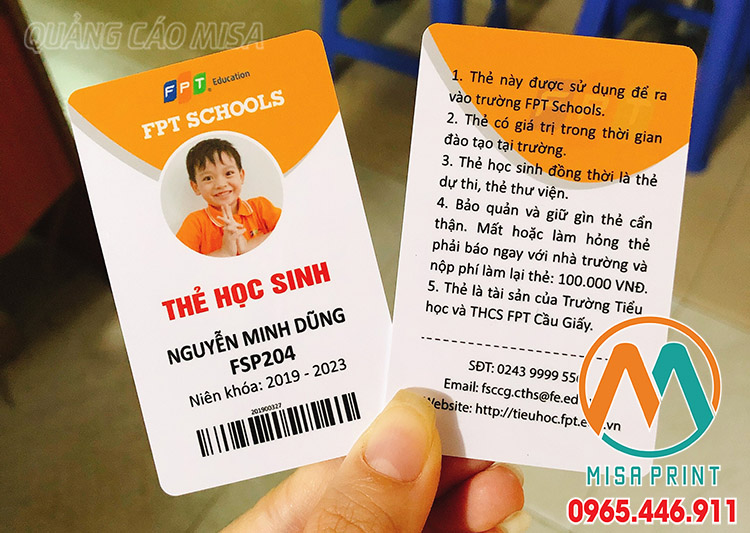 QUẢNG CÁO MISA
FPT Education
FPT SCHOOLS
THẺ HỌC SINH
NGUYỄN MINH DŨNG
FSP204
Niên khóa: 2019 - 2023
201900327
1. Thẻ này được sử dụng để ra
vào trường FPT Schools.
2. Thẻ có giá trị trong thời gian
đào tạo tại trường.
3. Thẻ học sinh đồng thời là thẻ
dự thi, thẻ thư viện.
4. Bảo quản và giữ gìn thẻ cẩn
thận. Mất hoặc làm hỏng thẻ
phải báo ngay với nhà trường và
nộp phí làm lại thẻ: 100.000 VNĐ.
5. Thẻ là tài sản của Trường Tiểu
học và THCS FPT Cầu Giấy.
SĐT: 0243 9999
Email: fsccg.cths@fe.ed
Website: http://tieuhoc.fpt.e
.vn
MISA PRINT
0965.446.911